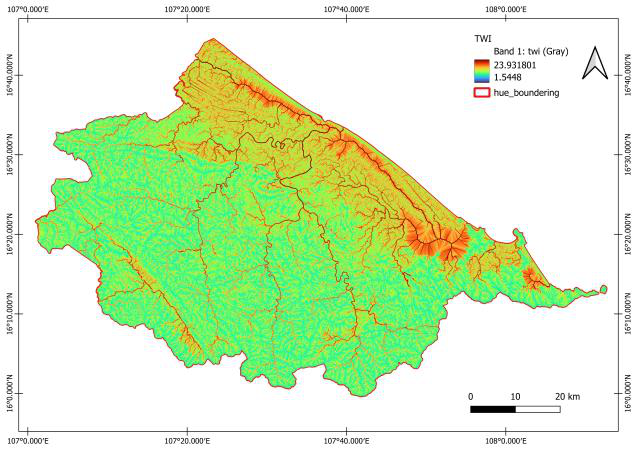 107°0.000'E 107°20.000'E 107°40.000'E 108°0.000'E
TWI
Band 1: twi (Gray)
23.931801
1.5448
hue_boundering
16°40.000'N 16°40.000'N
16°30.000'N 16°30.000'N
16°20.000'N 16°20.000'N
16°10.000'N 16°10.000'N
16°0.000'N 16°0.000'N
0 10 20 km
107°0.000'E 107°20.000'E 107°40.000'E 108°0.000'E